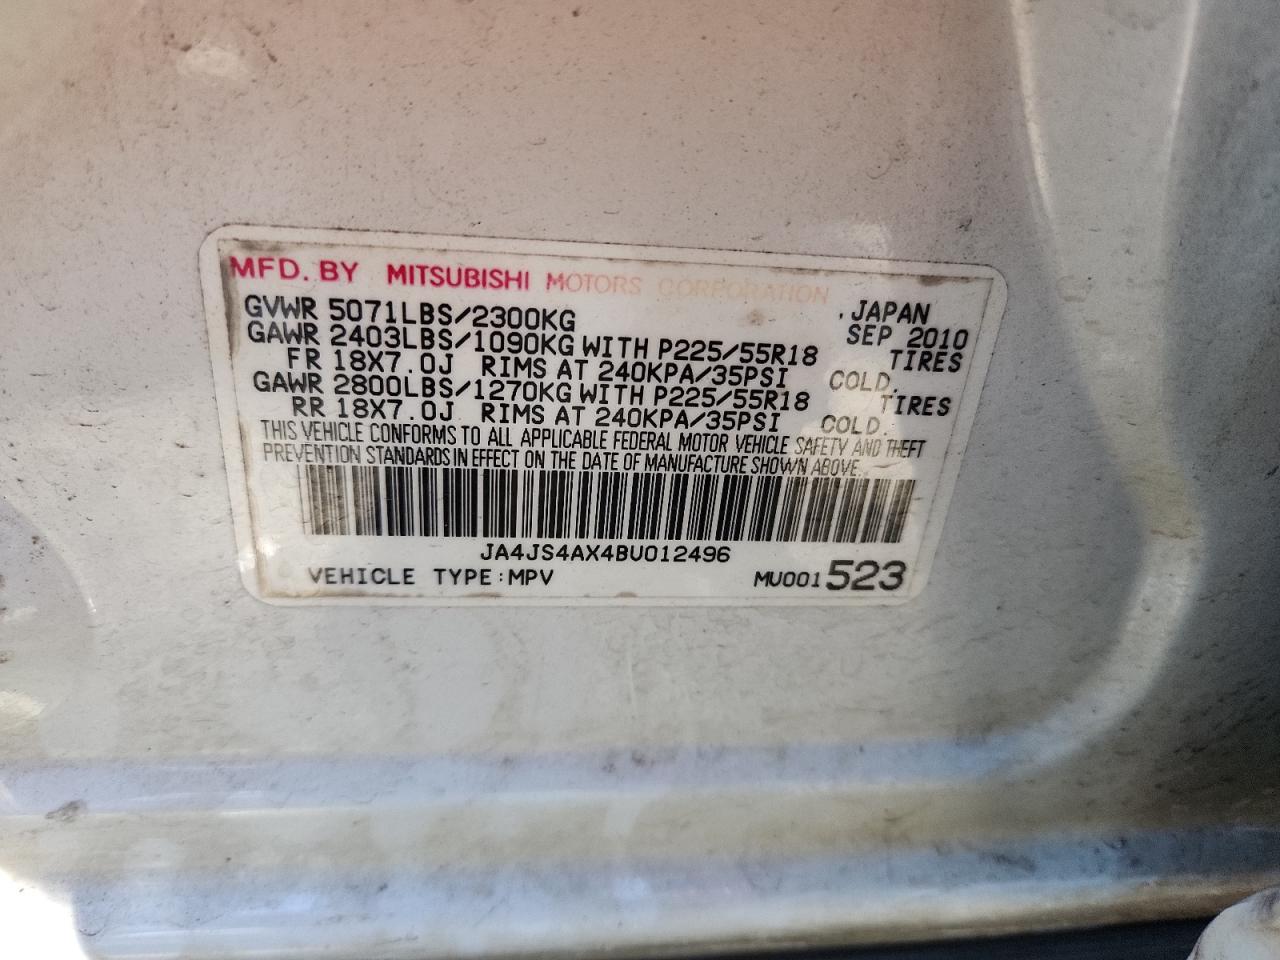 MFD. BY MITSUBISHI MOTORS CORPORATION
GVWR 5071LBS/2300KG . JAPAN
GAWR 2403LBS/1090KG WITH P225/55R18 SEP 2010
FR 18X7.0J RIMS AT 240KPA/35PSI TIRES
COLD.
GAWR 2800LBS/1270KG WITH P225/55R18 TIRES
RR 18X7.0J RIMS AT 240KPA/35PSI COLD.
THIS VEHICLE CONFORMS TO ALL APPLICABLE FEDERAL MOTOR VEHICLE SAFETY AND THEFT
PREVENTION STANDARDS IN EFFECT ON THE DATE OF MANUFACTURE SHOWN ABOVE.
JA4JS4AX4BU012496
VEHICLE TYPE:MPV MU001 523